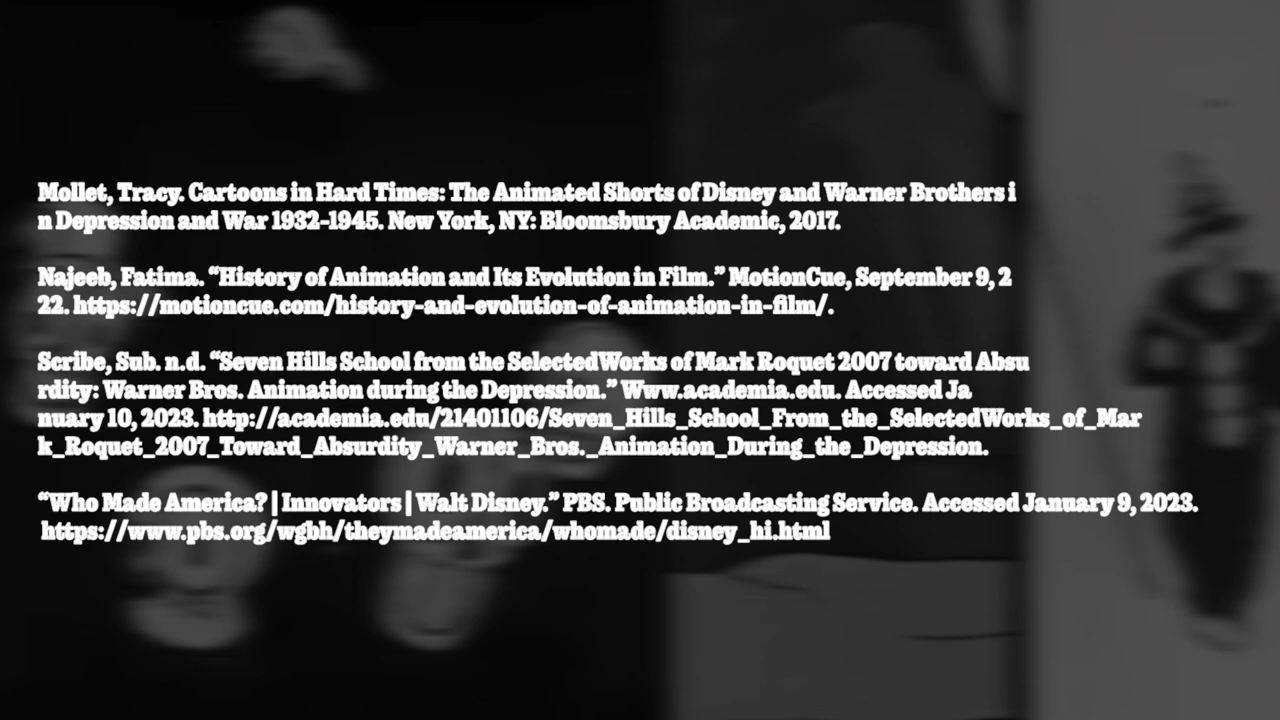 Mollet, Tracy. Cartoons in Hard Times: The Animated Shorts of Disney and Warner Brothers i
n Depression and War 1932-1945. New York, NY: Bloomsbury Academic, 2017.
Najeeb, Fatima. “History of Animation and Its Evolution in Film.” MotionCue, September 9, 2
22. https://motioncue.com/history-and-evolution-of-animation-in-film/.
Scribe, Sub. n.d. “Seven Hills School from the SelectedWorks of Mark Roquet 2007 toward Absu
rdity: Warner Bros. Animation during the Depression.” Www.academia.edu. Accessed Ja
nuary 10, 2023. http://academia.edu/21401106/Seven_Hills_School_From_the_SelectedWorks_of_Mar
k_Roquet_2007_Toward_Absurdity_Warner_Bros._Animation_During_the_Depression.
“Who Made America? | Innovators | Walt Disney.” PBS. Public Broadcasting Service. Accessed January 9, 2023.
https://www.pbs.org/wgbh/theymadeamerica/whomade/disney_hi.html